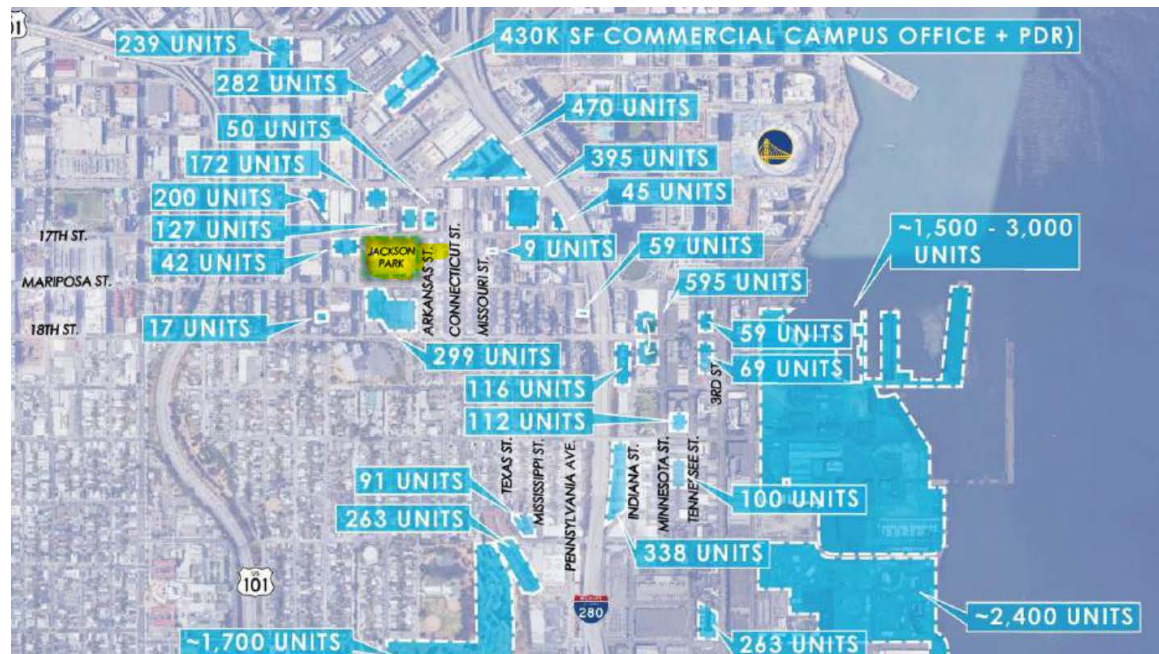 101
239 UNITS
430K SF COMMERCIAL CAMPUS OFFICE + PDR)
282 UNITS
470 UNITS
50 UNITS
395 UNITS
172 UNITS
45 UNITS
200 UNITS
127 UNITS
~1,500 - 3,000
UNITS
17TH ST.
42 UNITS
JACKSON
PARK
ARKANSAS ST.
CONNECTICUT ST.
MISSOURI ST.
9 UNITS
59 UNITS
MARIPOSA ST.
595 UNITS
17 UNITS
18TH ST.
59 UNITS
299 UNITS
69 UNITS
3RD ST.
116 UNITS
112 UNITS
TEXAS ST.
MISSISSIPPI ST.
PENNSYLVANIA AVE.
INDIANA ST.
MINNESOTA ST.
TENNESSEE ST.
91 UNITS
100 UNITS
263 UNITS
338 UNITS
US
101
280
~2,400 UNITS
~1,700 UNITS
263 UNITS